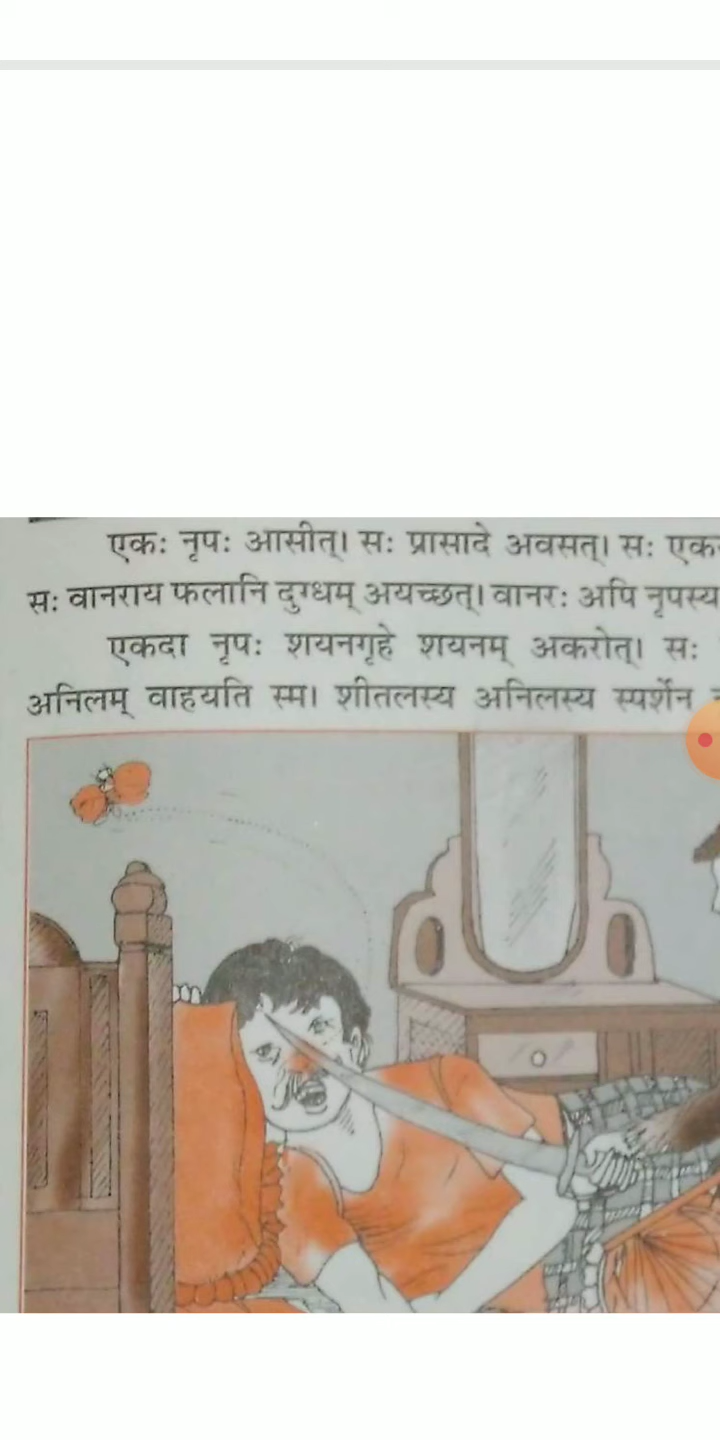 एकः नृपः आसीत्। सः प्रासादे अवसत्। सः
सः वानराय फलानि दुग्धम् अयच्छत्। वानरः अपि नृपस्य
एकदा नृपः शयनगृहे शयनम् अकरोत्। सः
अनिलम् वाहयति स्म। शीतलस्य अनिलस्य स्पर्शेन